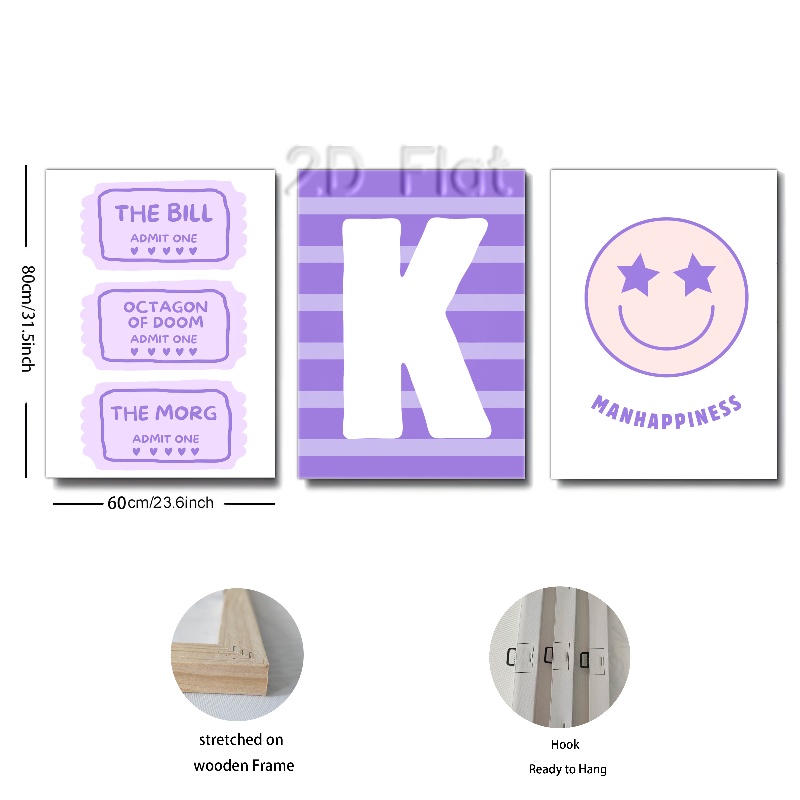 2D Flat
THE BILL
ADMIT ONE
OCTAGON
OF DOOM
ADMIT ONE
THE MORG
ADMIT ONE
K
MANHAPPINESS
80cm/31.5inch
60cm/23.6inch
stretched on
wooden Frame
Hook
Ready to Hang